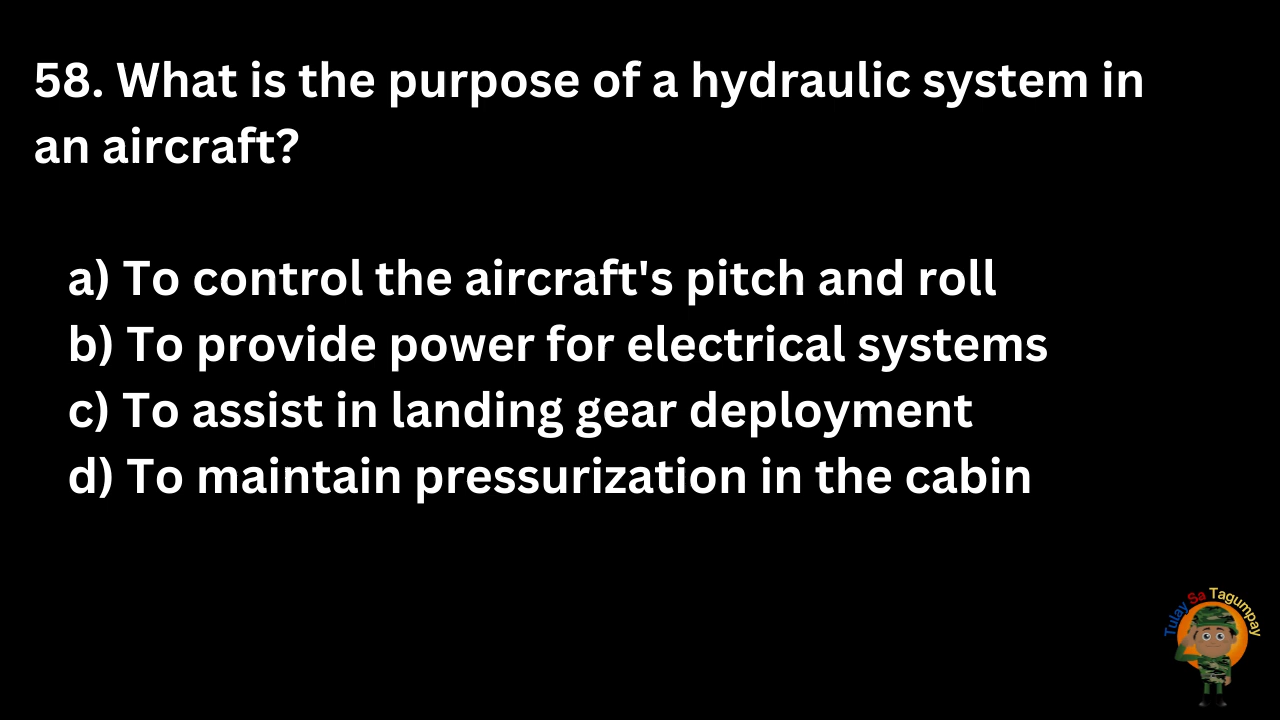 58. What is the purpose of a hydraulic system in
an aircraft?
a) To control the aircraft's pitch and roll
b) To provide power for electrical systems
c) To assist in landing gear deployment
d) To maintain pressurization in the cabin
Tulay Sa Tagumpay